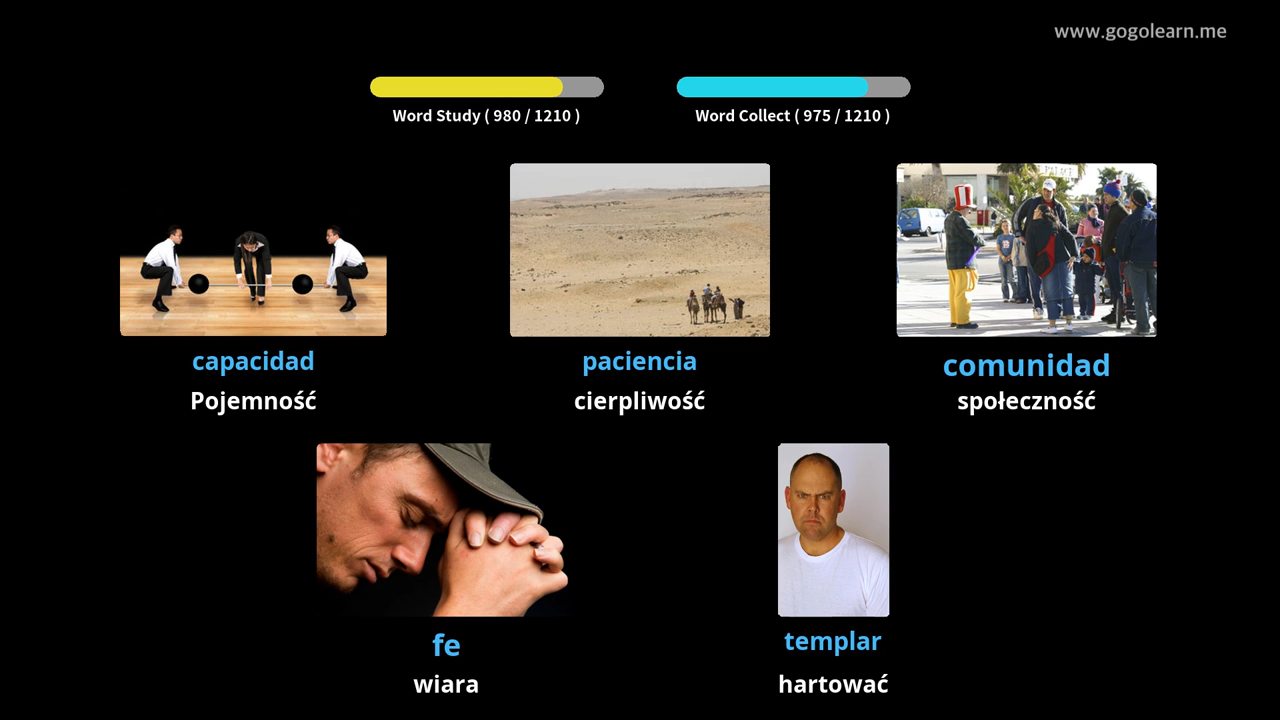 www.gogolearn.me
Word Study ( 980 / 1210 )
Word Collect ( 975 / 1210 )
capacidad
Pojemność
paciencia
cierpliwość
comunidad
społeczność
fe
wiara
templar
hartować